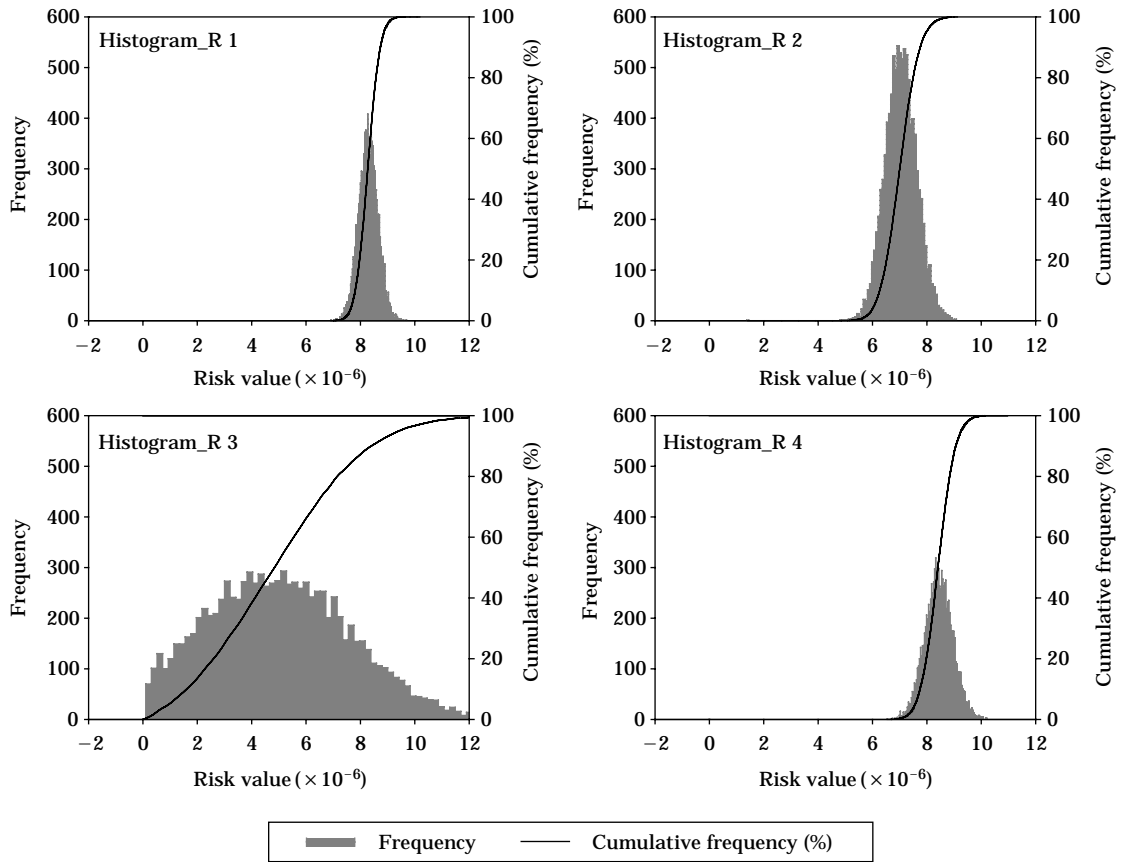 Histogram_R 1
600
500
400
300
200
100
0
Frequency
100
80
60
40
20
0
Cumulative frequency (%)
−2 0 2 4 6 8 10 12
Risk value (×10⁻⁶)
Histogram_R 2
600
500
400
300
200
100
0
Frequency
100
80
60
40
20
0
Cumulative frequency (%)
−2 0 2 4 6 8 10 12
Risk value (×10⁻⁶)
Histogram_R 3
600
500
400
300
200
100
0
Frequency
100
80
60
40
20
0
Cumulative frequency (%)
−2 0 2 4 6 8 10 12
Risk value (×10⁻⁶)
Histogram_R 4
600
500
400
300
200
100
0
Frequency
100
80
60
40
20
0
Cumulative frequency (%)
−2 0 2 4 6 8 10 12
Risk value (×10⁻⁶)
Frequency Cumulative frequency (%)